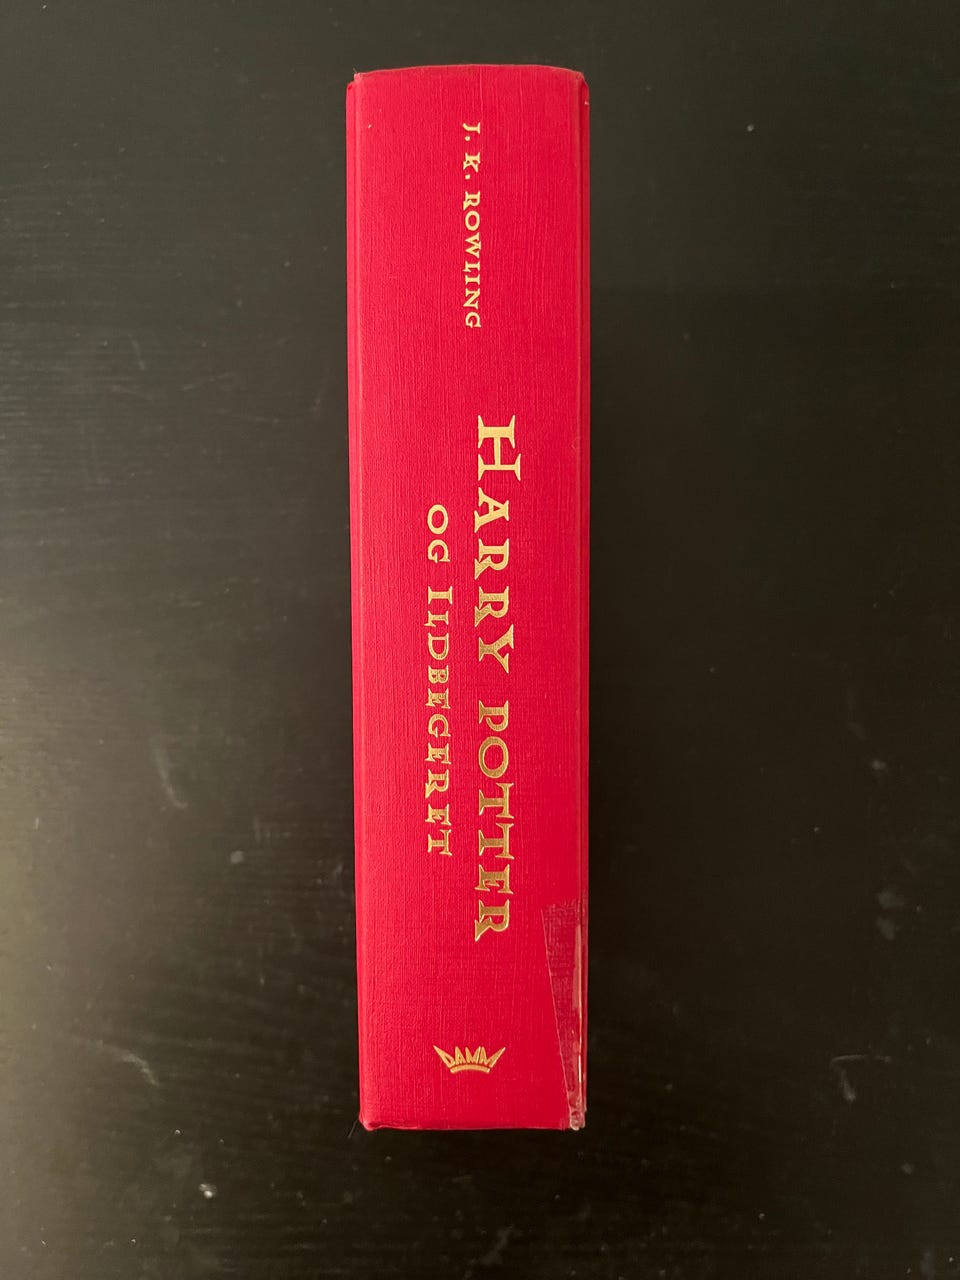 J. K. ROWLING
HARRY POTTER
OG ILDBEGERET
DAMM